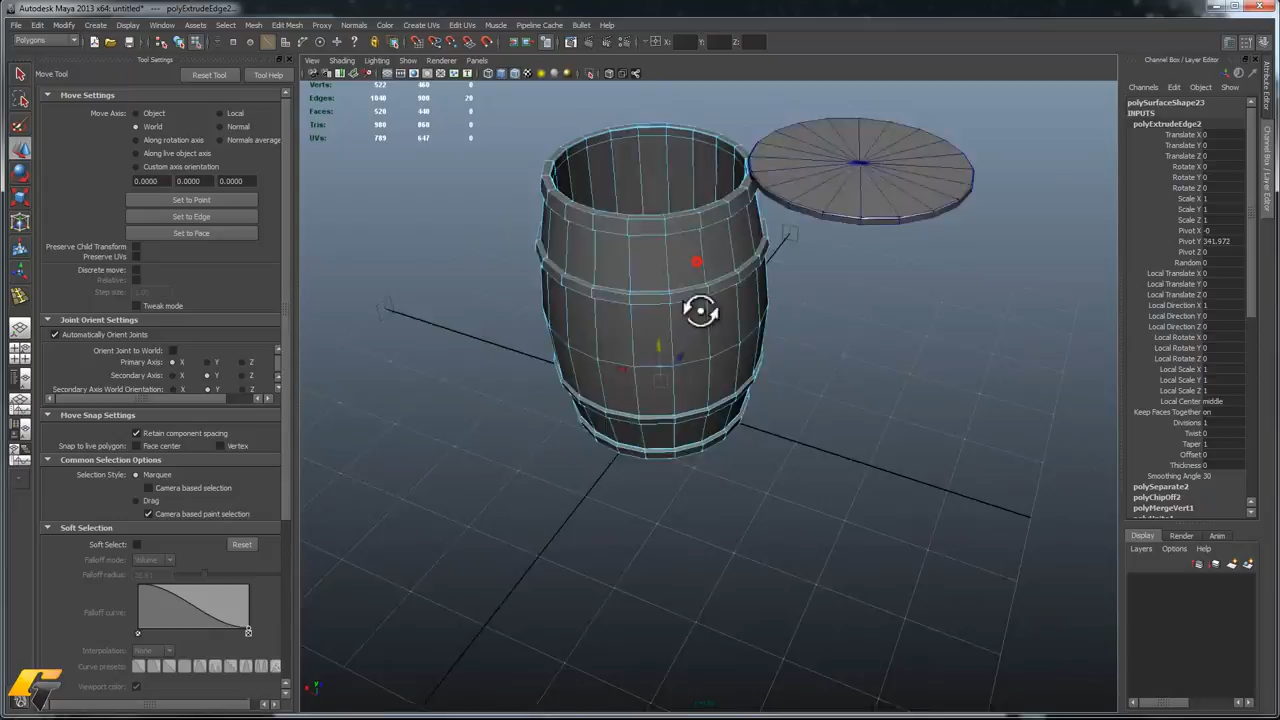 Autodesk Maya 2013 x64: untitled* --- polyExtrudeEdge2...
File Edit Modify Create Display Window Assets Select Mesh Edit Mesh Proxy Normals Color Create UVs Edit UVs Muscle Pipeline Cache Bullet Help
Polygons X: Y: Z:
Tool Settings
Channel Box / Layer Editor
View Shading Lighting Show Renderer Panels
Move Tool Reset Tool Tool Help
Channels Edit Object Show
Verts: 522 460 0
Edges: 1040 900 20
Faces: 520 440 0
Tris: 980 860 0
UVs: 789 647 0
Move Settings
Move Axis: Object Local
World Normal
Along rotation axis Normals average
Along live object axis
Custom axis orientation
0.0000 0.0000 0.0000
Set to Point
Set to Edge
Set to Face
Preserve Child Transform
Preserve UVs
Discrete move:
Relative:
Step size:
Tweak mode
Joint Orient Settings
Automatically Orient Joints
Orient Joint to World:
Primary Axis: X Y Z
Secondary Axis: X Y Z
Secondary Axis World Orientation: X Y Z
Move Snap Settings
Retain component spacing
Snap to live polygon: Face center Vertex
Common Selection Options
Selection Style: Marquee
Camera based selection
Drag
Camera based paint selection
Soft Selection
Soft Select: Reset
Falloff mode: Volume
Falloff radius:
Falloff curve:
Interpolation: None
Curve presets:
Viewport color:
polySurfaceShape23
INPUTS
polyExtrudeEdge2
Translate X 0
Translate Y 0
Translate Z 0
Rotate X 0
Rotate Y 0
Rotate Z 0
Scale X 1
Scale Y 1
Scale Z 1
Pivot X -0
Pivot Y 341.972
Pivot Z 0
Random 0
Local Translate X 0
Local Translate Y 0
Local Translate Z 0
Local Direction X 1
Local Direction Y 0
Local Direction Z 0
Local Rotate X 0
Local Rotate Y 0
Local Rotate Z 0
Local Scale X 1
Local Scale Y 1
Local Scale Z 1
Local Center middle
Keep Faces Together on
Divisions 1
Twist 0
Taper 1
Offset 0
Thickness 0
Smoothing Angle 30
polySeparate2
polyChipOff2
polyMergeVert1
Display Render Anim
Layers Options Help
Attribute Editor
Channel Box / Layer Editor